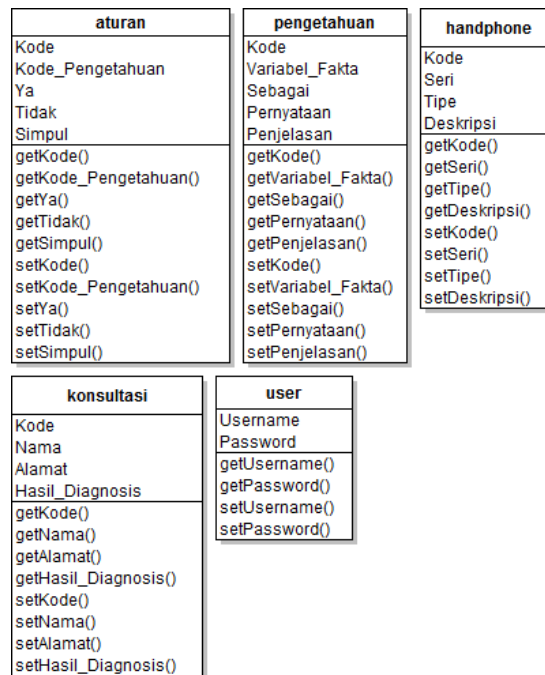 aturan
Kode
Kode_Pengetahuan
Ya
Tidak
Simpul
getKode()
getKode_Pengetahuan()
getYa()
getTidak()
getSimpul()
setKode()
setKode_Pengetahuan()
setYa()
setTidak()
setSimpul()
pengetahuan
Kode
Variabel_Fakta
Sebagai
Pernyataan
Penjelasan
getKode()
getVariabel_Fakta()
getSebagai()
getPernyataan()
getPenjelasan()
setKode()
setVariabel_Fakta()
setSebagai()
setPernyataan()
setPenjelasan()
handphone
Kode
Seri
Tipe
Deskripsi
getKode()
getSeri()
getTipe()
getDeskripsi()
setKode()
setSeri()
setTipe()
setDeskripsi()
konsultasi
Kode
Nama
Alamat
Hasil_Diagnosis
getKode()
getNama()
getAlamat()
getHasil_Diagnosis()
setKode()
setNama()
setAlamat()
setHasil_Diagnosis()
user
Username
Password
getUsername()
getPassword()
setUsername()
setPassword()